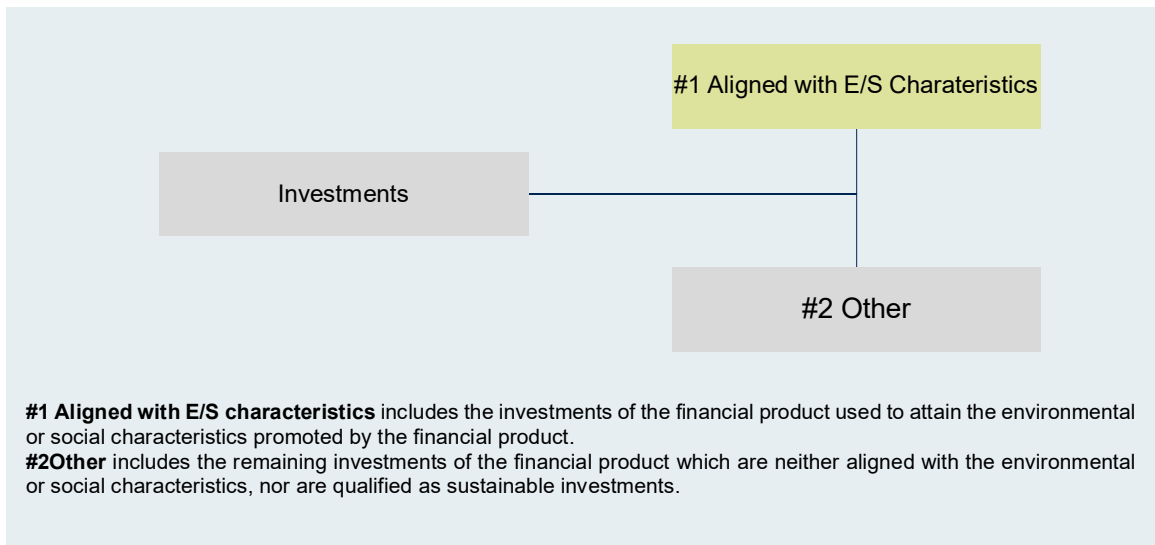 #1 Aligned with E/S Charateristics
Investments
#2 Other
#1 Aligned with E/S characteristics includes the investments of the financial product used to attain the environmental
or social characteristics promoted by the financial product.
#2Other includes the remaining investments of the financial product which are neither aligned with the environmental
or social characteristics, nor are qualified as sustainable investments.